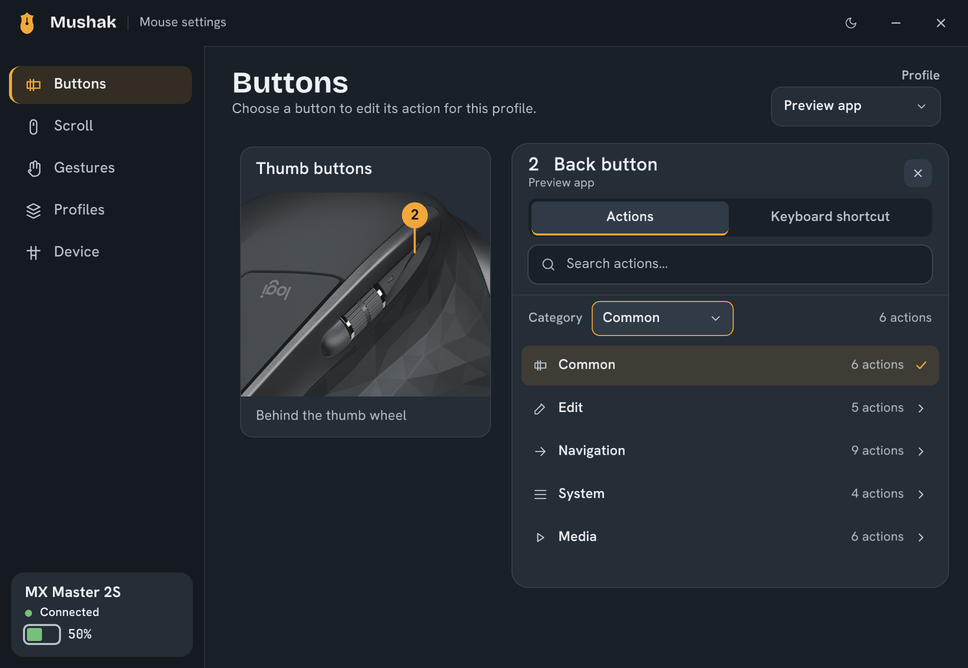 Mushak
Mouse settings
Buttons
Scroll
Gestures
Profiles
Device
MX Master 2S
Connected
50%
Buttons
Choose a button to edit its action for this profile.
Profile
Preview app
Thumb buttons
2
logi
Behind the thumb wheel
2 Back button
Preview app
Actions
Keyboard shortcut
Search actions...
Category
Common
6 actions
Common 6 actions
Edit 5 actions
Navigation 9 actions
System 4 actions
Media 6 actions